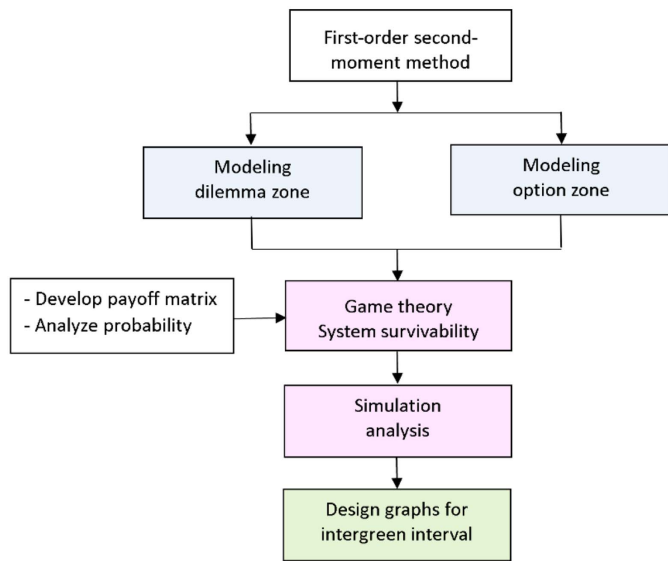 First-order second-
moment method
Modeling
dilemma zone
Modeling
option zone
- Develop payoff matrix
- Analyze probability
Game theory
System survivability
Simulation
analysis
Design graphs for
intergreen interval